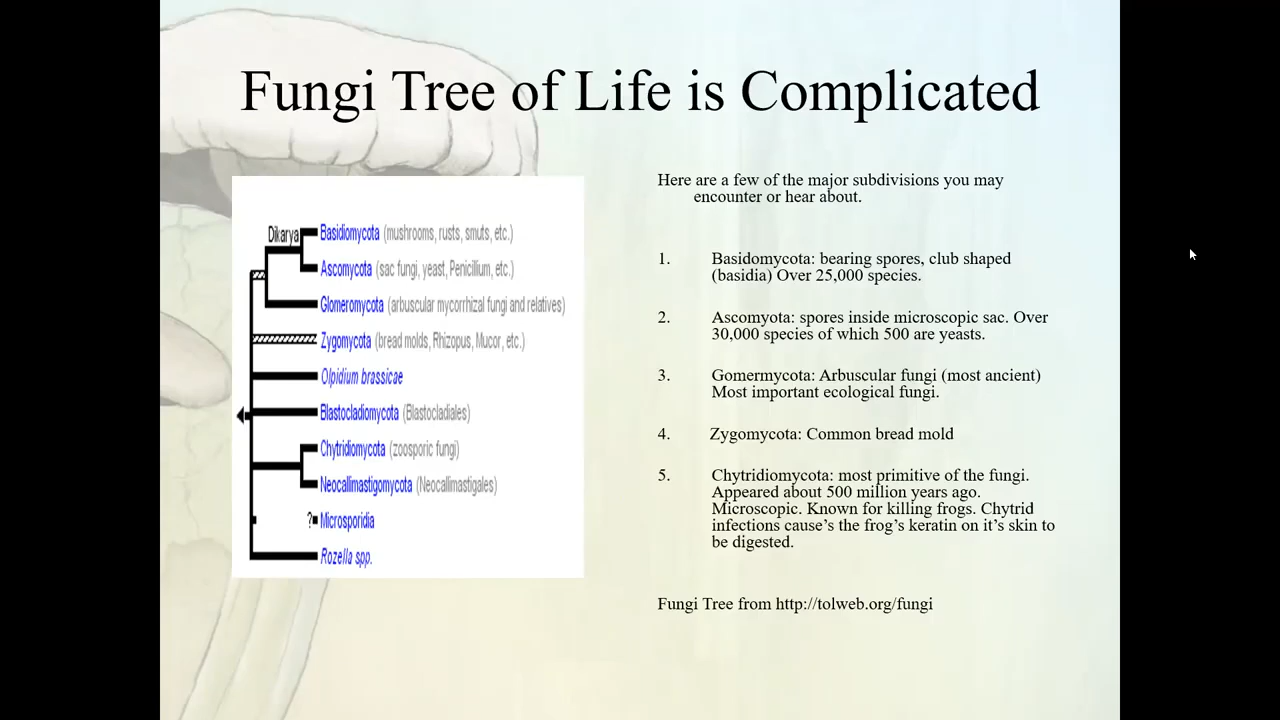 Fungi Tree of Life is Complicated
Dikarya
Basidiomycota (mushrooms, rusts, smuts, etc.)
Ascomycota (sac fungi, yeast, Penicillium, etc.)
Glomeromycota (arbuscular mycorrhizal fungi and relatives)
Zygomycota (bread molds, Rhizopus, Mucor, etc.)
Olpidium brassicae
Blastocladiomycota (Blastocladiales)
Chytridiomycota (zoosporic fungi)
Neocallimastigomycota (Neocallimastigales)
? Microsporidia
Rozella spp.
Here are a few of the major subdivisions you may
encounter or hear about.
1. Basidomycota: bearing spores, club shaped
(basidia) Over 25,000 species.
2. Ascomyota: spores inside microscopic sac. Over
30,000 species of which 500 are yeasts.
3. Gomermycota: Arbuscular fungi (most ancient)
Most important ecological fungi.
4. Zygomycota: Common bread mold
5. Chytridiomycota: most primitive of the fungi.
Appeared about 500 million years ago.
Microscopic. Known for killing frogs. Chytrid
infections cause’s the frog’s keratin on it’s skin to
be digested.
Fungi Tree from http://tolweb.org/fungi